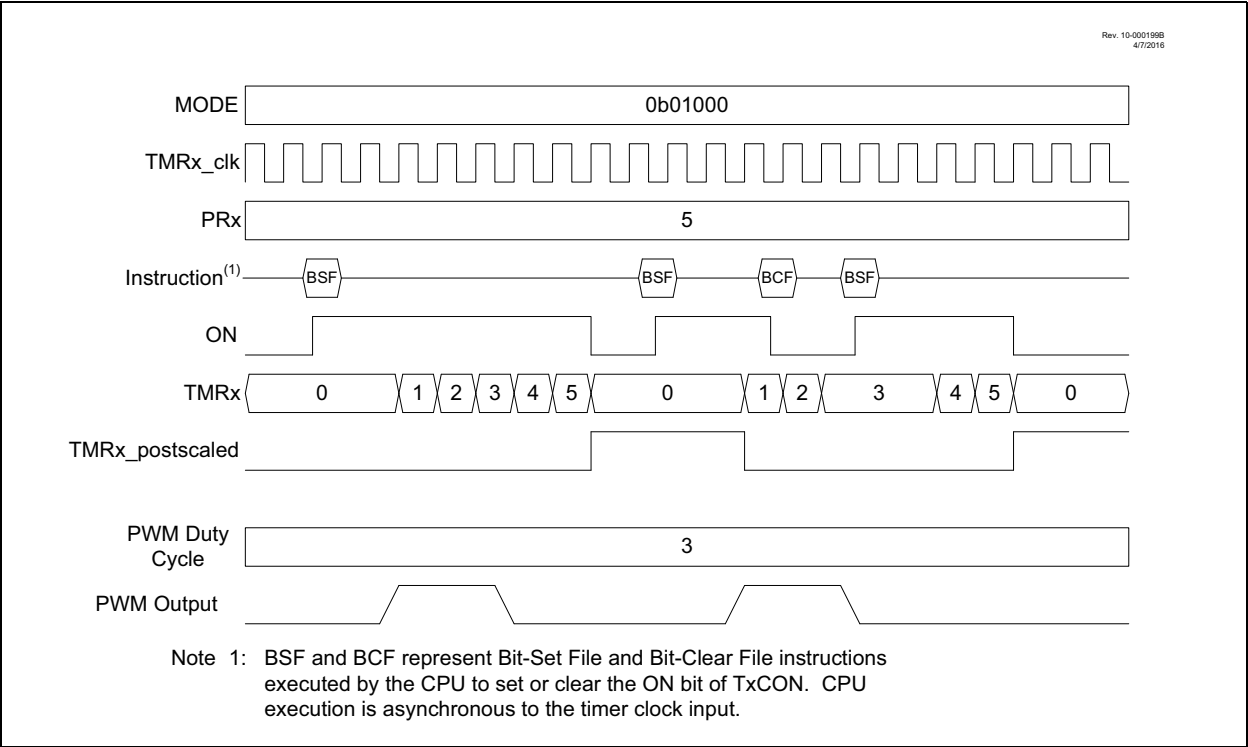 Rev. 10-000199B
4/7/2016
MODE 0b01000
TMRx_clk
PRx 5
Instruction(1) BSF BSF BCF BSF
ON
TMRx 0 1 2 3 4 5 0 1 2 3 4 5 0
TMRx_postscaled
PWM Duty
Cycle
3
PWM Output
Note 1: BSF and BCF represent Bit-Set File and Bit-Clear File instructions
executed by the CPU to set or clear the ON bit of TxCON. CPU
execution is asynchronous to the timer clock input.